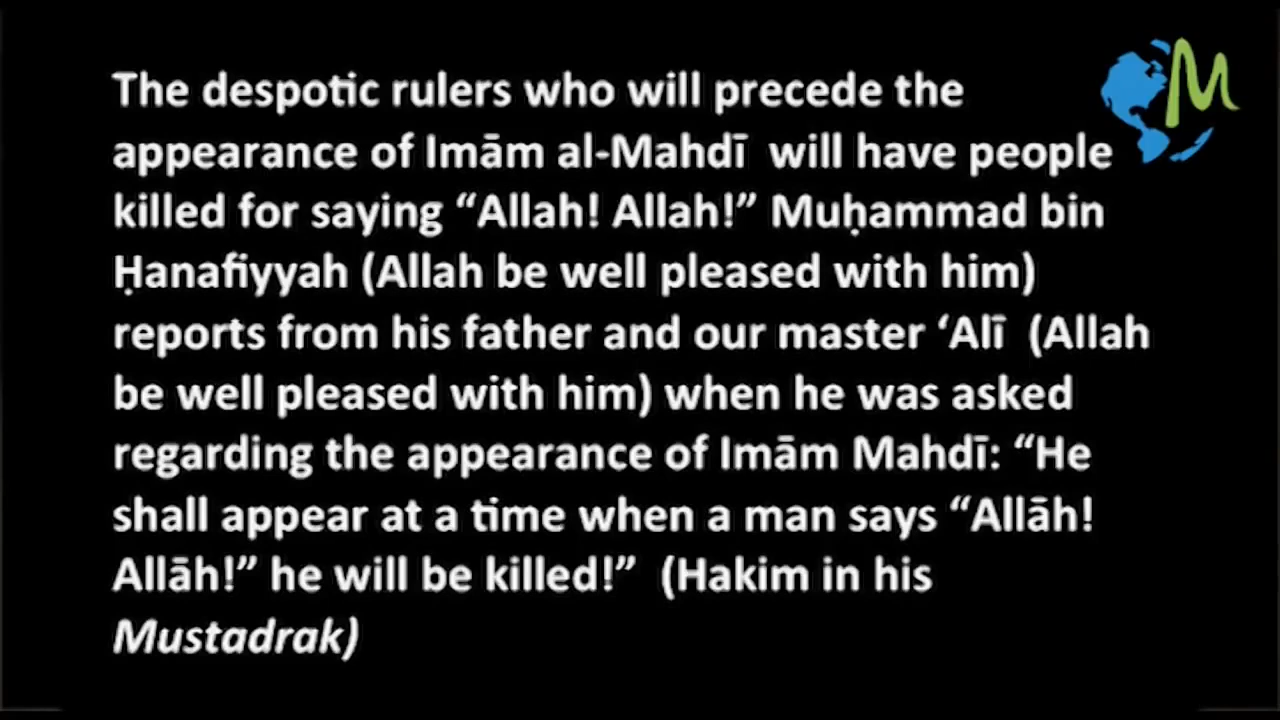 The despotic rulers who will precede the
appearance of Imām al-Mahdī  will have people
killed for saying “Allah! Allah!” Muḥammad bin
Ḥanafiyyah (Allah be well pleased with him)
reports from his father and our master ‘Alī  (Allah
be well pleased with him) when he was asked
regarding the appearance of Imām Mahdī: “He
shall appear at a time when a man says “Allāh!
Allāh!” he will be killed!”  (Hakim in his
Mustadrak)
M